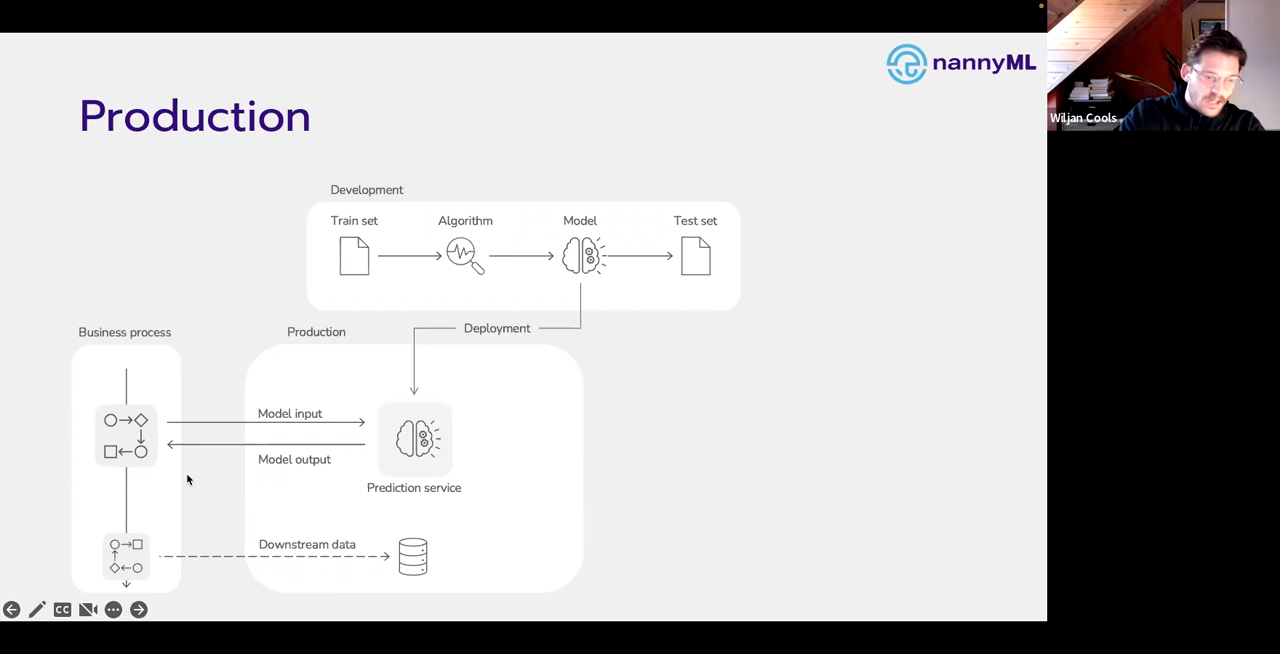 nannyML
Production
Wiljan Cools
Development
Train set
Algorithm
Model
Test set
Business process
Production
Deployment
Model input
Model output
Prediction service
Downstream data
CC